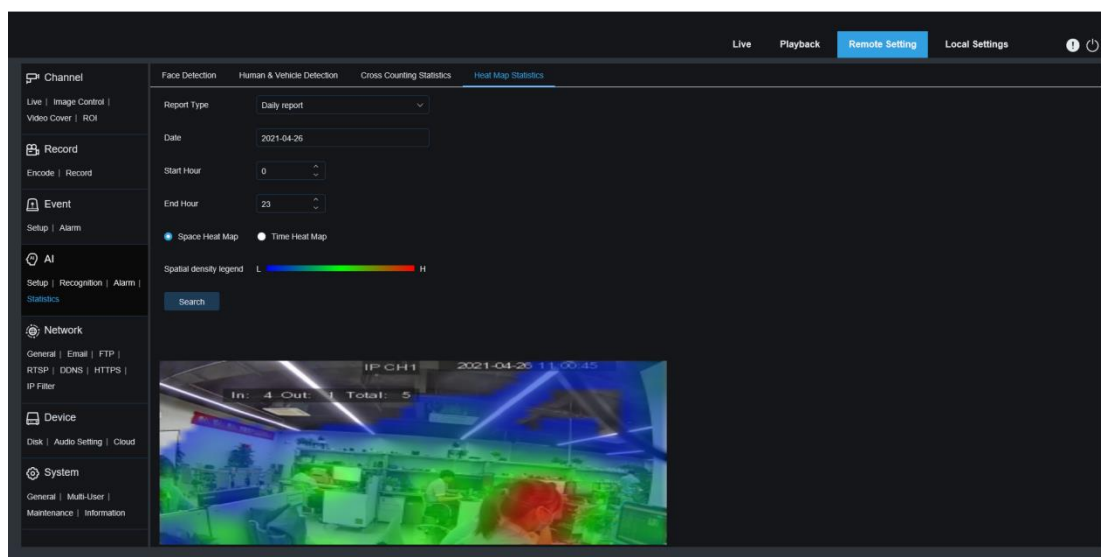 Live Playback Remote Setting Local Settings
Channel
Live | Image Control |
Video Cover | ROI
Record
Encode | Record
Event
Setup | Alarm
AI
Setup | Recognition | Alarm |
Statistics
Network
General | Email | FTP |
RTSP | DDNS | HTTPS |
IP Filter
Device
Disk | Audio Setting | Cloud
System
General | Multi-User |
Maintenance | Information
Face Detection Human & Vehicle Detection Cross Counting Statistics Heat Map Statistics
Report Type Daily report
Date 2021-04-26
Start Hour 0
End Hour 23
Space Heat Map Time Heat Map
Spatial density legend L H
Search
IP CH1 2021-04-26 11:00:45
In: 4 Out: 1 Total: 5